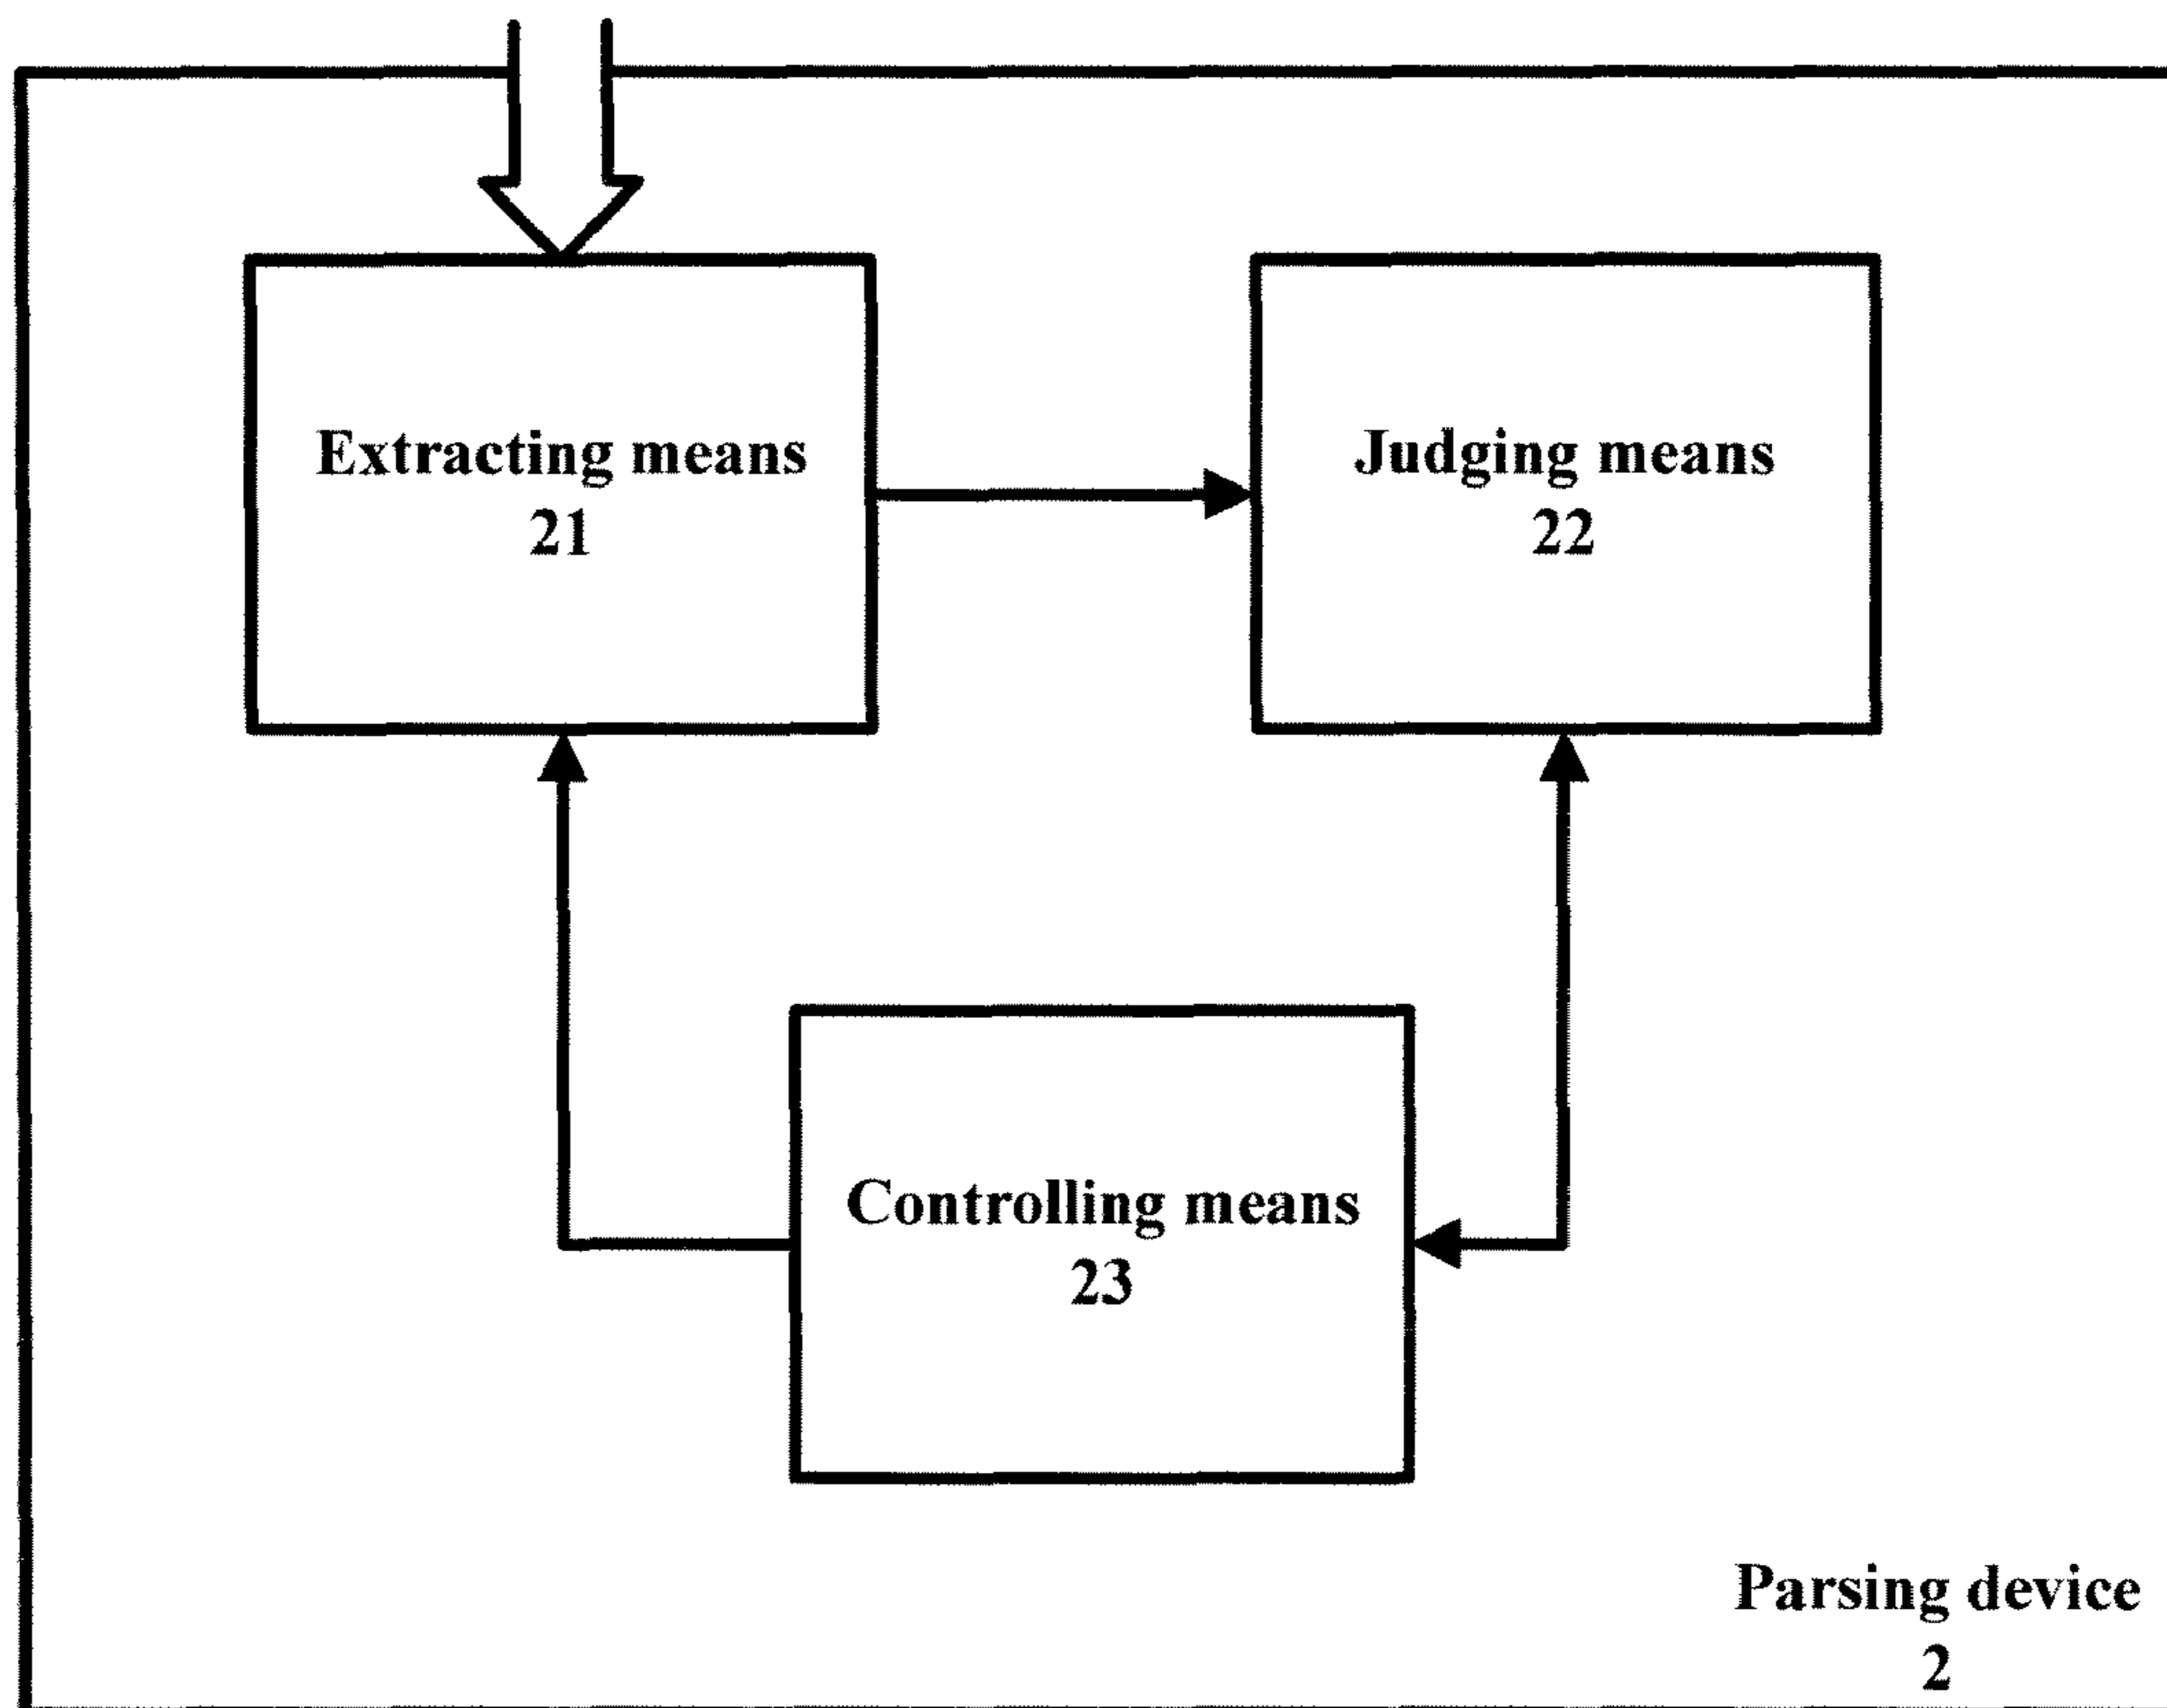 Extracting means
21
Judging means
22
Controlling means
23
Parsing device
2